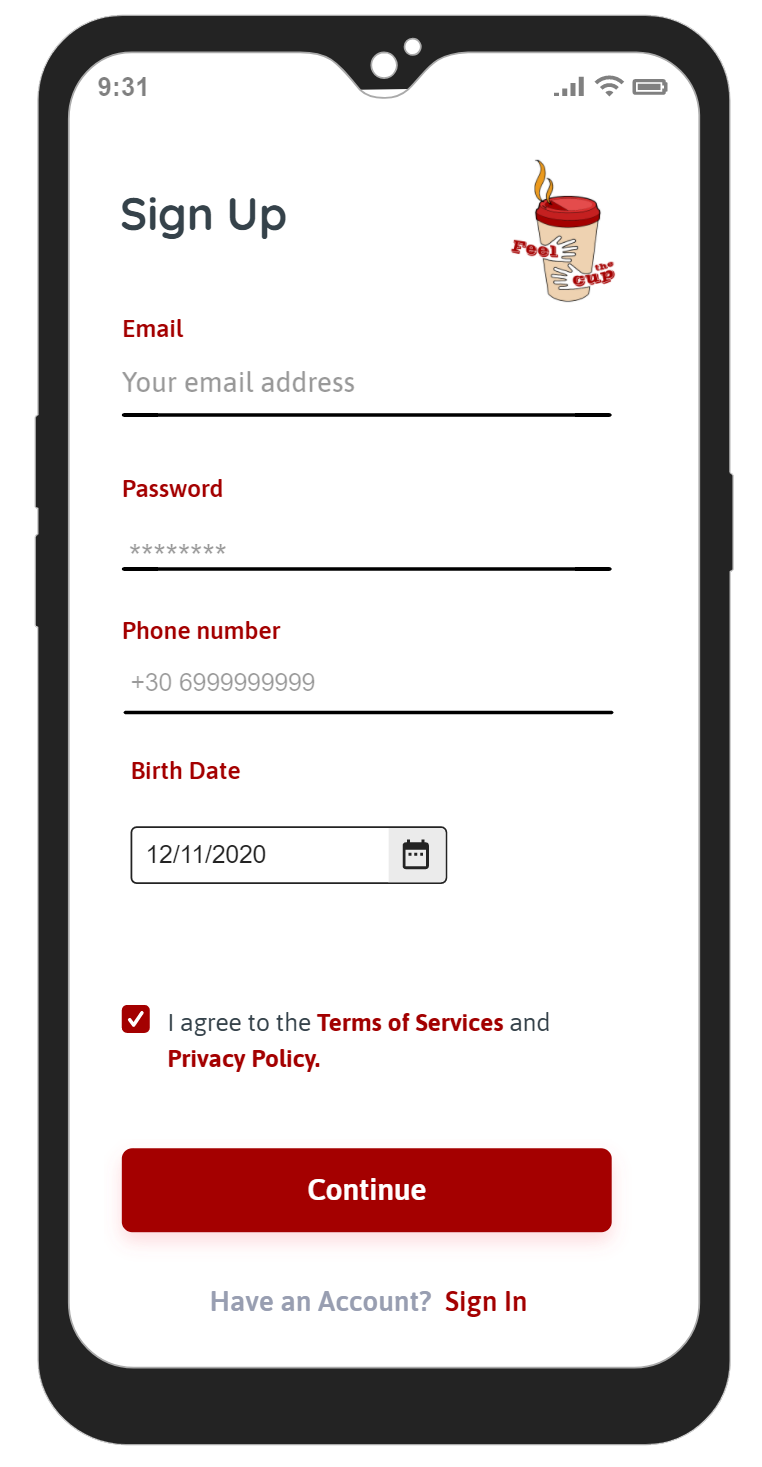 9:31
Sign Up
Feel
the
cup
Email
Your email address
Password
********
Phone number
+30 6999999999
Birth Date
12/11/2020
I agree to the Terms of Services and
Privacy Policy.
Continue
Have an Account? Sign In